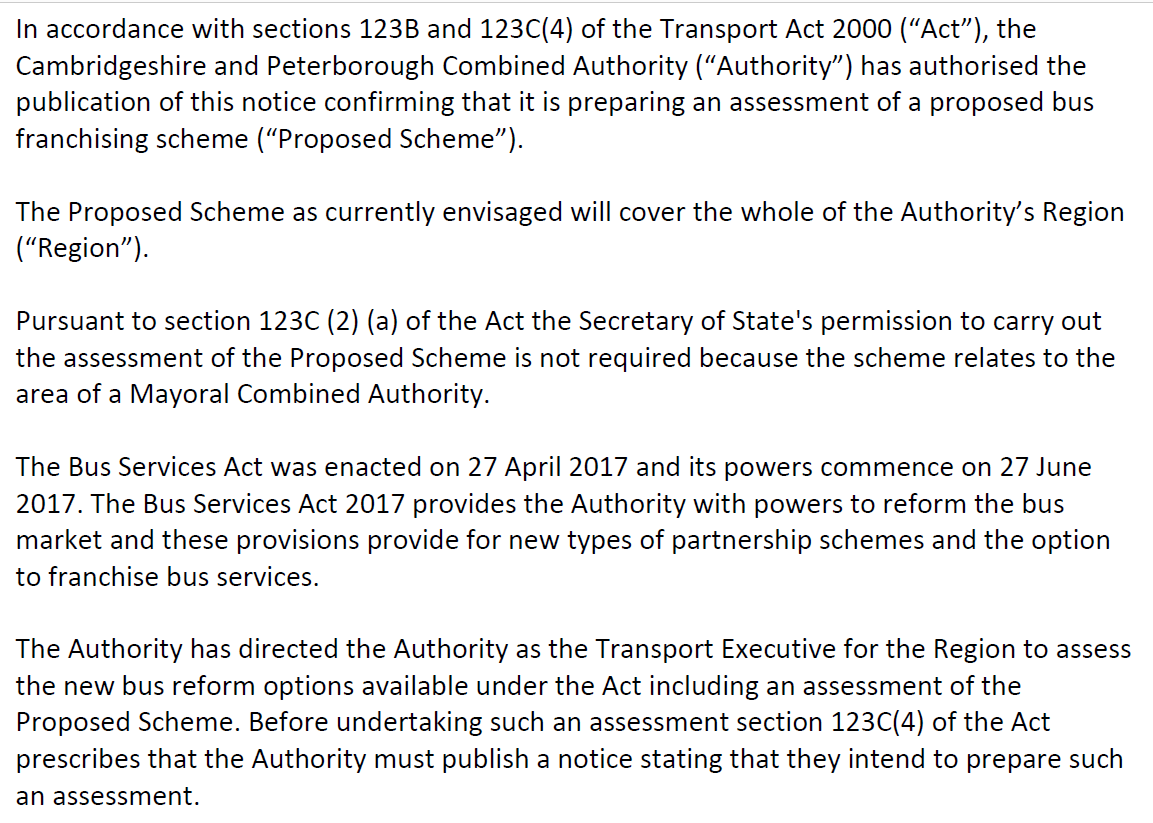 In accordance with sections 123B and 123C(4) of the Transport Act 2000 (“Act”), the
Cambridgeshire and Peterborough Combined Authority (“Authority”) has authorised the
publication of this notice confirming that it is preparing an assessment of a proposed bus
franchising scheme (“Proposed Scheme”).
The Proposed Scheme as currently envisaged will cover the whole of the Authority’s Region
(“Region”).
Pursuant to section 123C (2) (a) of the Act the Secretary of State's permission to carry out
the assessment of the Proposed Scheme is not required because the scheme relates to the
area of a Mayoral Combined Authority.
The Bus Services Act was enacted on 27 April 2017 and its powers commence on 27 June
2017. The Bus Services Act 2017 provides the Authority with powers to reform the bus
market and these provisions provide for new types of partnership schemes and the option
to franchise bus services.
The Authority has directed the Authority as the Transport Executive for the Region to assess
the new bus reform options available under the Act including an assessment of the
Proposed Scheme. Before undertaking such an assessment section 123C(4) of the Act
prescribes that the Authority must publish a notice stating that they intend to prepare such
an assessment.